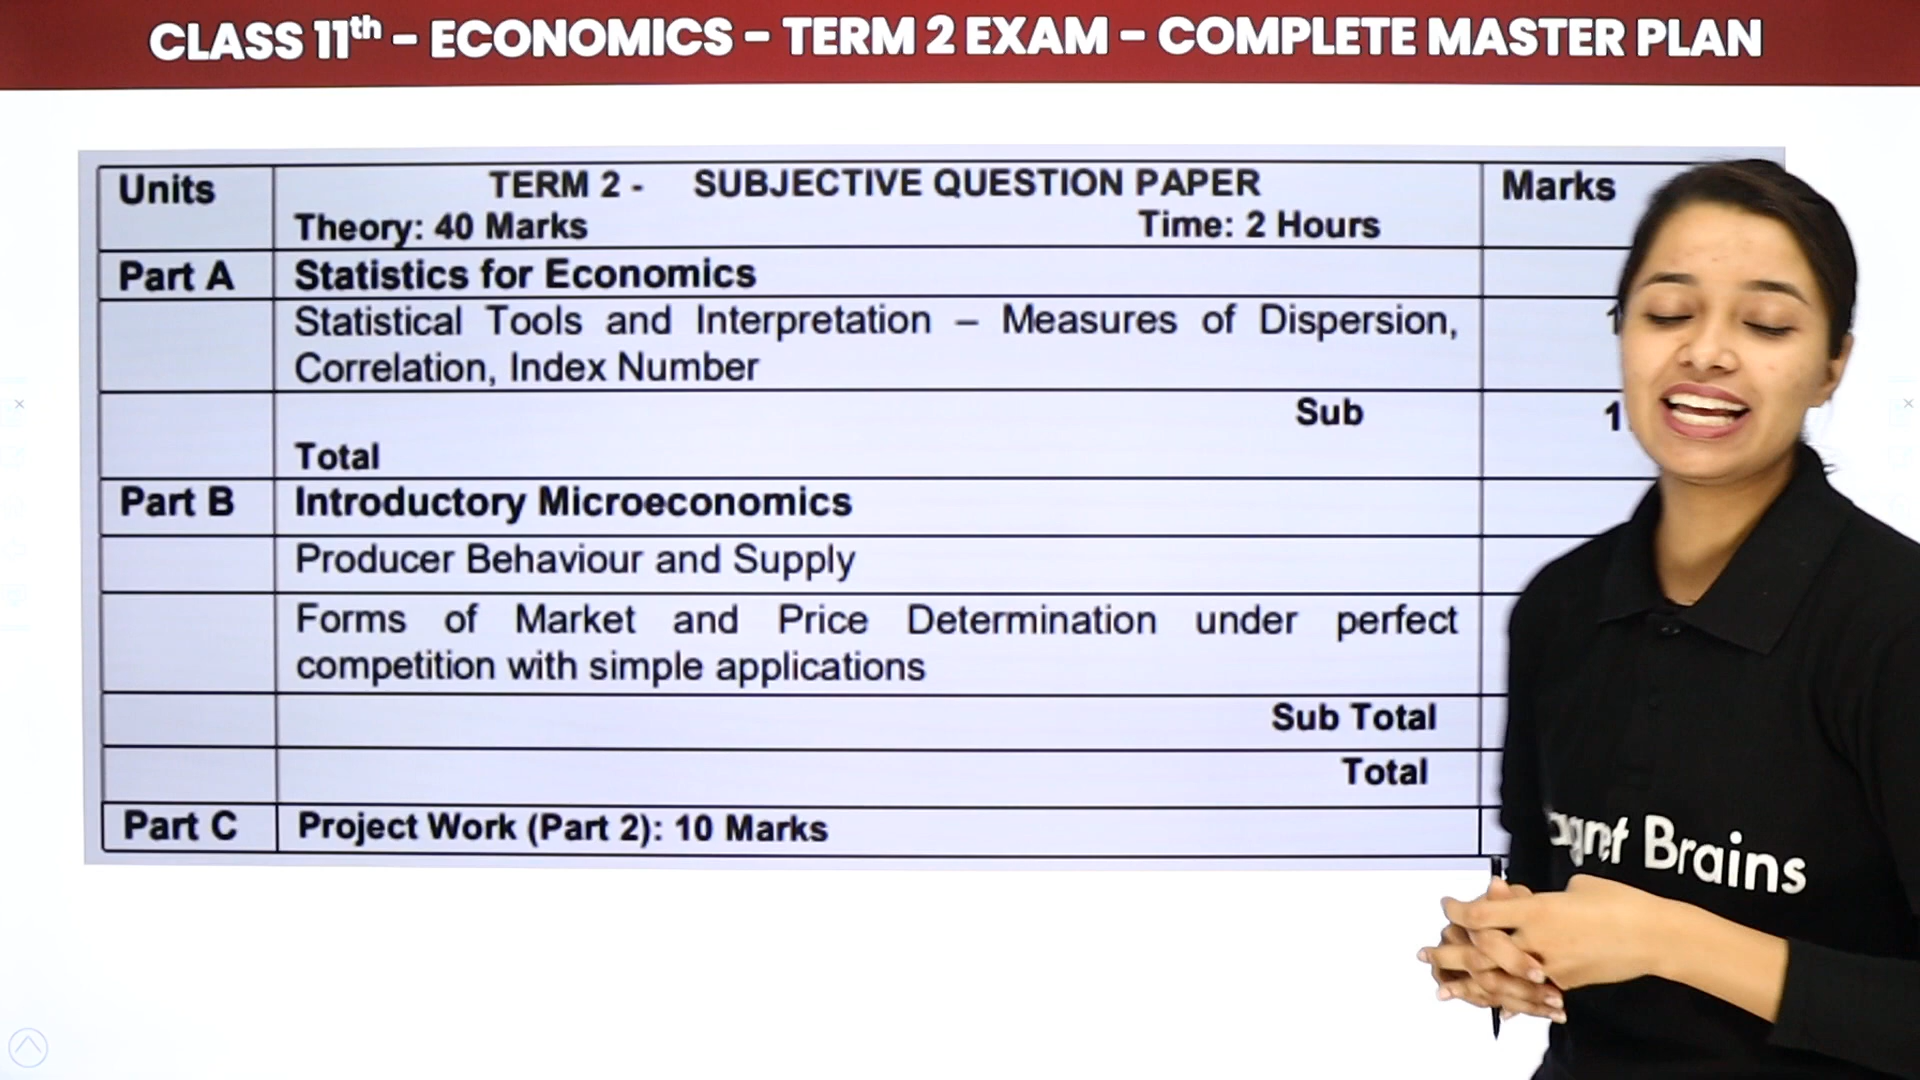 CLASS 11th - ECONOMICS - TERM 2 EXAM - COMPLETE MASTER PLAN
Units TERM 2 - SUBJECTIVE QUESTION PAPER Marks
Theory: 40 Marks Time: 2 Hours
Part A Statistics for Economics
Statistical Tools and Interpretation – Measures of Dispersion,
Correlation, Index Number
Sub
Total
Part B Introductory Microeconomics
Producer Behaviour and Supply
Forms of Market and Price Determination under perfect
competition with simple applications
Sub Total
Total
Part C Project Work (Part 2): 10 Marks
Brains